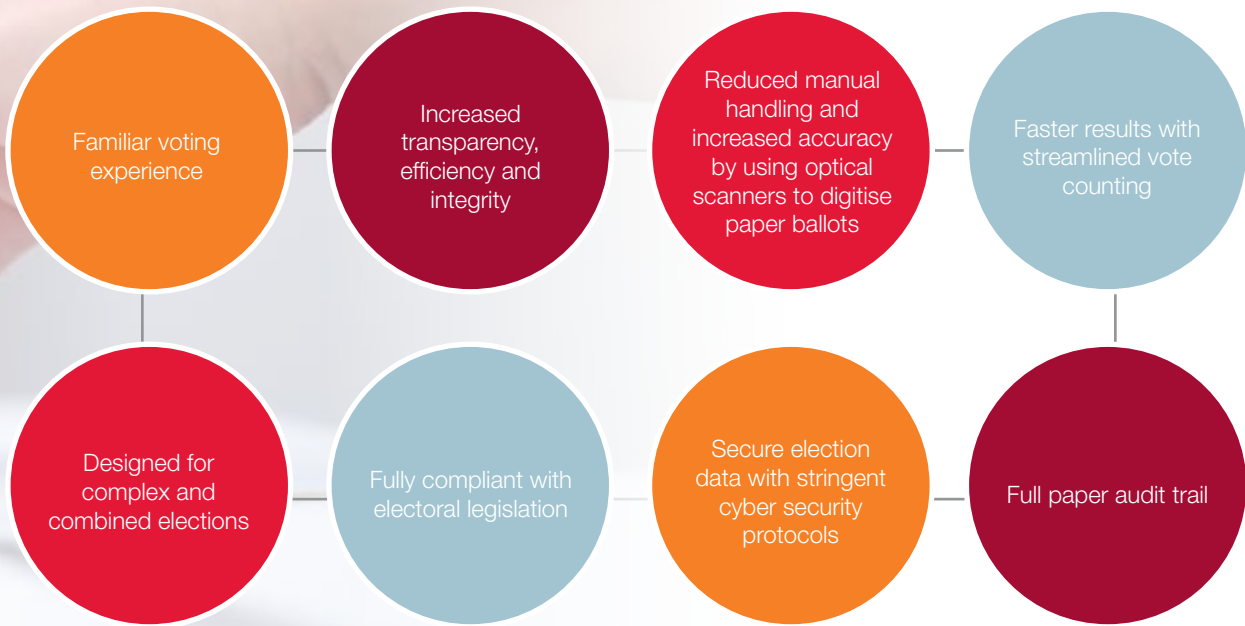 Familiar voting
experience
Increased
transparency,
efficiency and
integrity
Reduced manual
handling and
increased accuracy
by using optical
scanners to digitise
paper ballots
Faster results with
streamlined vote
counting
Designed for
complex and
combined elections
Fully compliant with
electoral legislation
Secure election
data with stringent
cyber security
protocols
Full paper audit trail